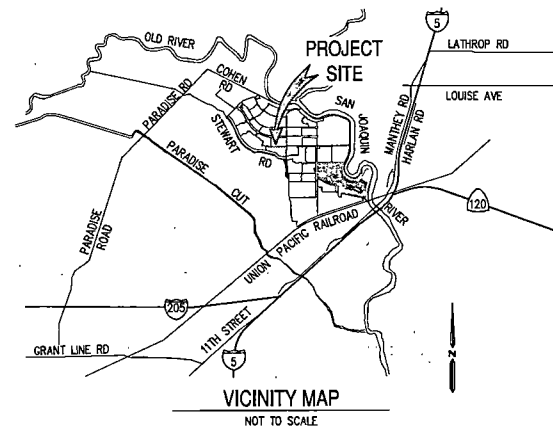 5
LATHROP RD
OLD RIVER
PROJECT
SITE
COHEN
RD
LOUISE AVE
PARADISE RD
MANTHEY RD
HARLAN RD
SAN
JOAQUIN
RIVER
STEWART
RD
PARADISE
CUT
120
UNION PACIFIC RAILROAD
PARADISE
ROAD
205
11TH STREET
GRANT LINE RD
5
N
VICINITY MAP
NOT TO SCALE